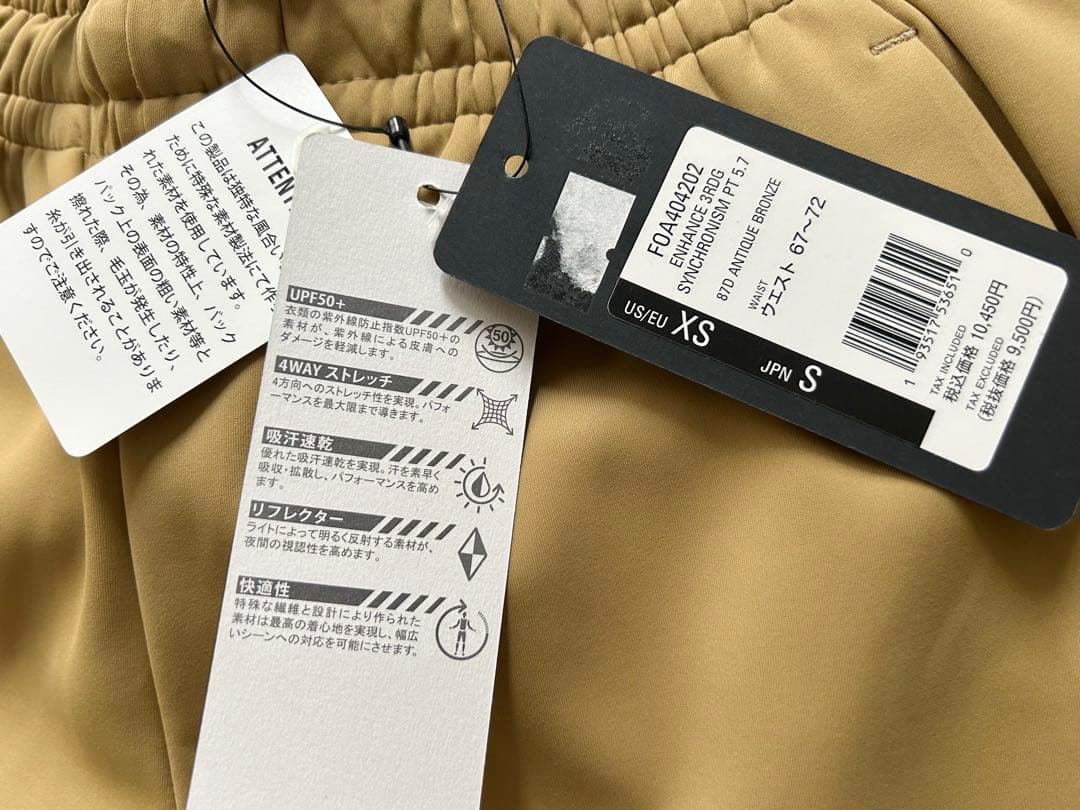 ATTEN
この製品は独特な風合い
ために特殊な素材製法にて作
れた素材を使用しています。
その為、素材の特性上、バック
パック上の表面の粗い素材等と
擦れた際、毛玉が発生したり、
糸が引き出されることがありま
すのでご注意ください。
UPF50+
衣類の紫外線防止指数UPF50+の
素材が、紫外線による皮膚への
ダメージを軽減します。
50
4WAY ストレッチ
4方向へのストレッチ性を実現。パフォ
ーマンスを最大限まで導きます。
吸汗速乾
優れた吸汗速乾を実現。汗を素早く
吸収・拡散し、パフォーマンスを高め
ます。
リフレクター
ライトによって明るく反射する素材が、
夜間の視認性を高めます。
快適性
特殊な繊維と設計により作られた
素材は最高の着心地を実現し、幅広
いシーンへの対応を可能にさせます。
FOA404202
ENHANCE 3RDG
SYNCHRONISM PT 5.7
87D ANTIQUE BRONZE
WAIST
ウエスト 67~72
US/EU XS
JPN S
1 93517 53651 0
TAX INCLUDED
税込価格 10,450円
TAX EXCLUDED
(税抜価格 9,500円)